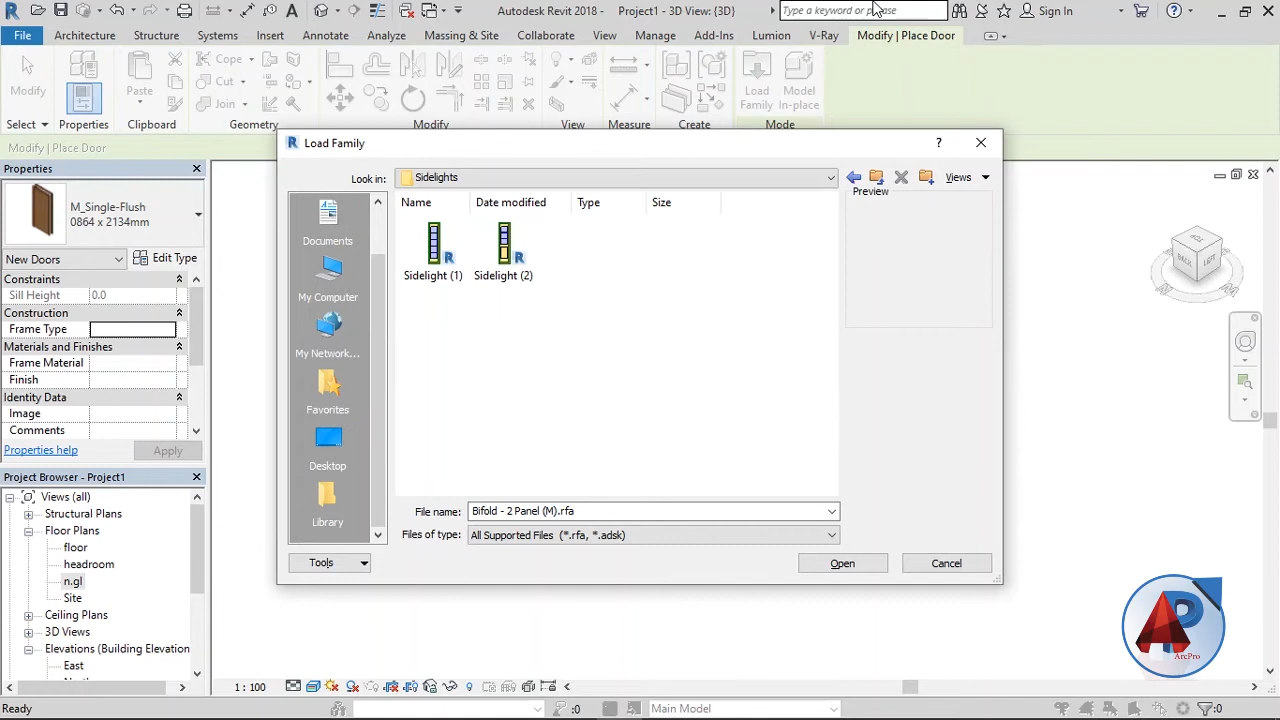 Autodesk Revit 2018 - Project1 - 3D View: {3D}
Type a keyword or phrase
Sign In
File
Architecture
Structure
Systems
Insert
Annotate
Analyze
Massing & Site
Collaborate
View
Manage
Add-Ins
Lumion
V-Ray
Modify | Place Door
Modify
Paste
Cope
Cut
Join
Load
Family
Model
In-place
Select
Properties
Clipboard
Geometry
Modify
View
Measure
Create
Mode
Modify | Place Door
Properties
M_Single-Flush
0864 x 2134mm
New Doors
Edit Type
Constraints
Sill Height 0.0
Construction
Frame Type
Materials and Finishes
Frame Material
Finish
Identity Data
Image
Comments
Properties help
Apply
Project Browser - Project1
Views (all)
Structural Plans
Floor Plans
floor
headroom
n.gl
Site
Ceiling Plans
3D Views
Elevations (Building Elevation
East
Load Family
Look in:
Sidelights
Views
Name
Date modified
Type
Size
Preview
Documents
My Computer
My Network...
Favorites
Desktop
Library
Sidelight (1)
Sidelight (2)
File name:
Bifold - 2 Panel (M).rfa
Files of type:
All Supported Files (*.rfa, *.adsk)
Tools
Open
Cancel
BACK
ArcPro
1 : 100
Ready
:0
Main Model
:0